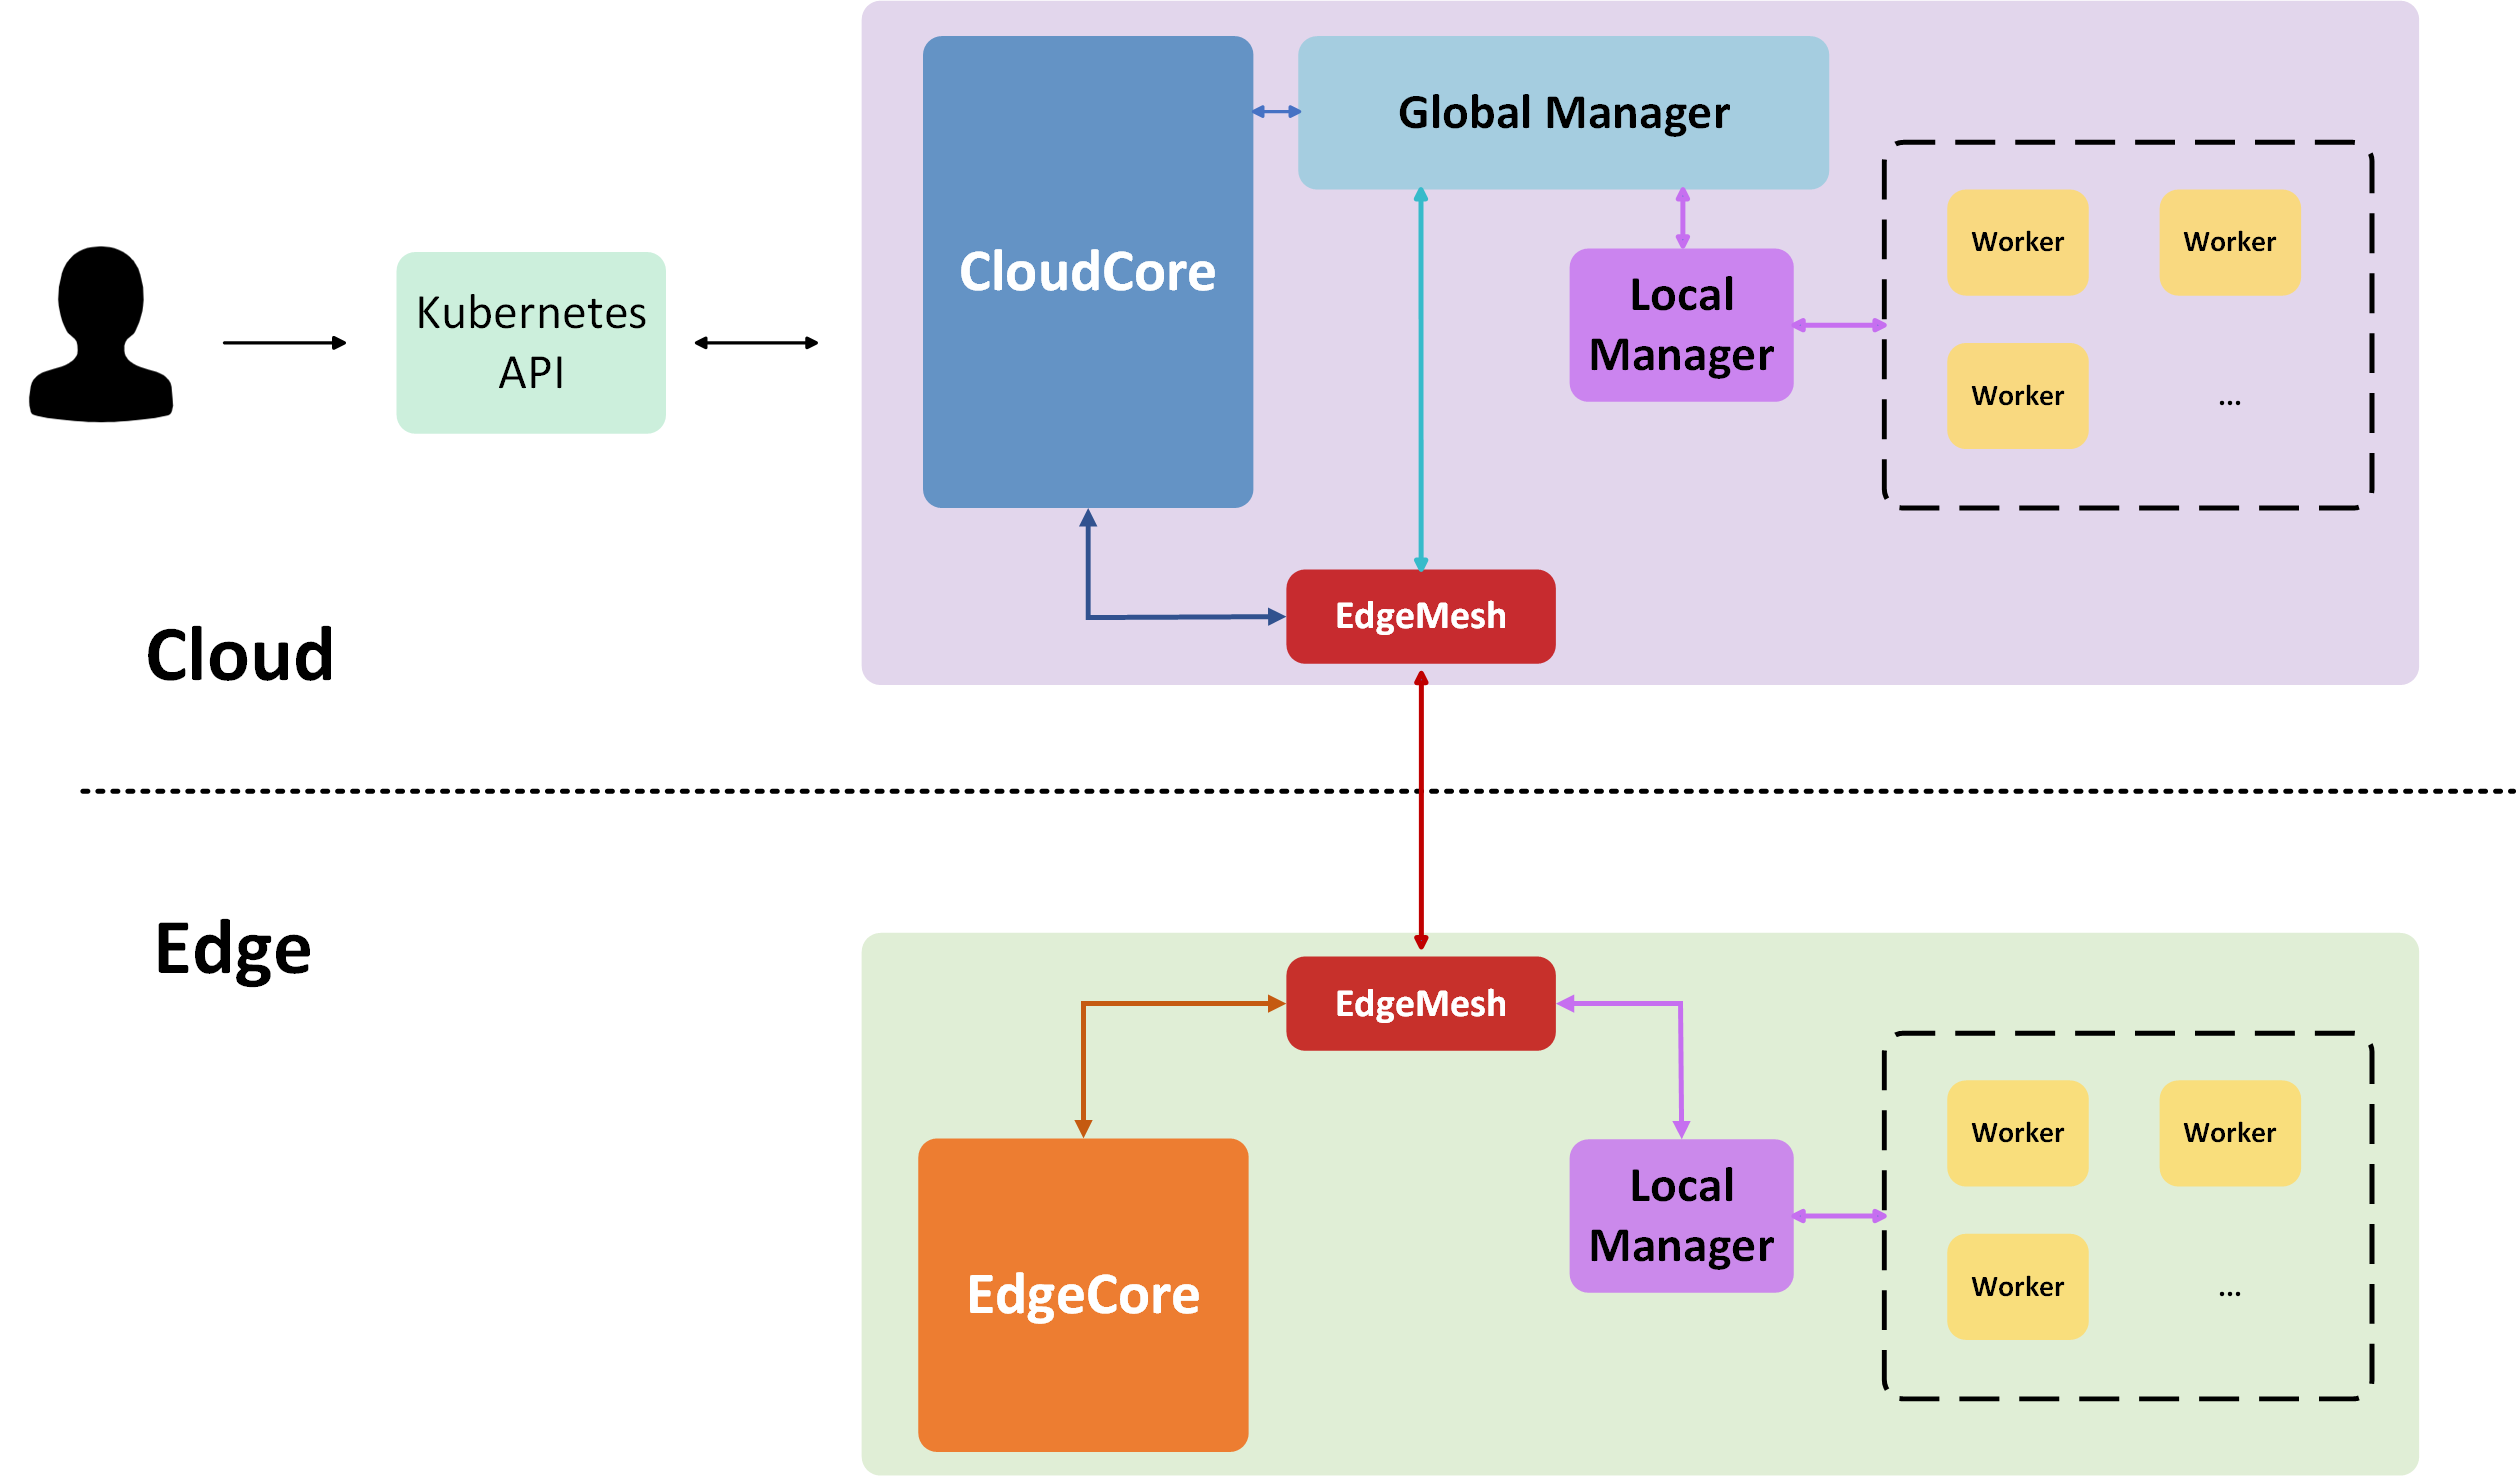 Global Manager
CloudCore
Kubernetes
API
Local
Manager
Worker
Worker
Worker
...
EdgeMesh
Cloud
Edge
EdgeMesh
EdgeCore
Local
Manager
Worker
Worker
Worker
...